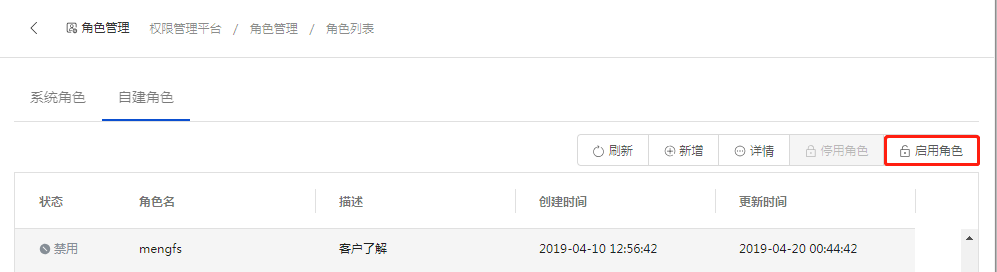 角色管理 权限管理平台 / 角色管理 / 角色列表
系统角色 自建角色
刷新 新增 详情 停用角色 启用角色
状态 角色名 描述 创建时间 更新时间
禁用 mengfs 客户了解 2019-04-10 12:56:42 2019-04-20 00:44:42